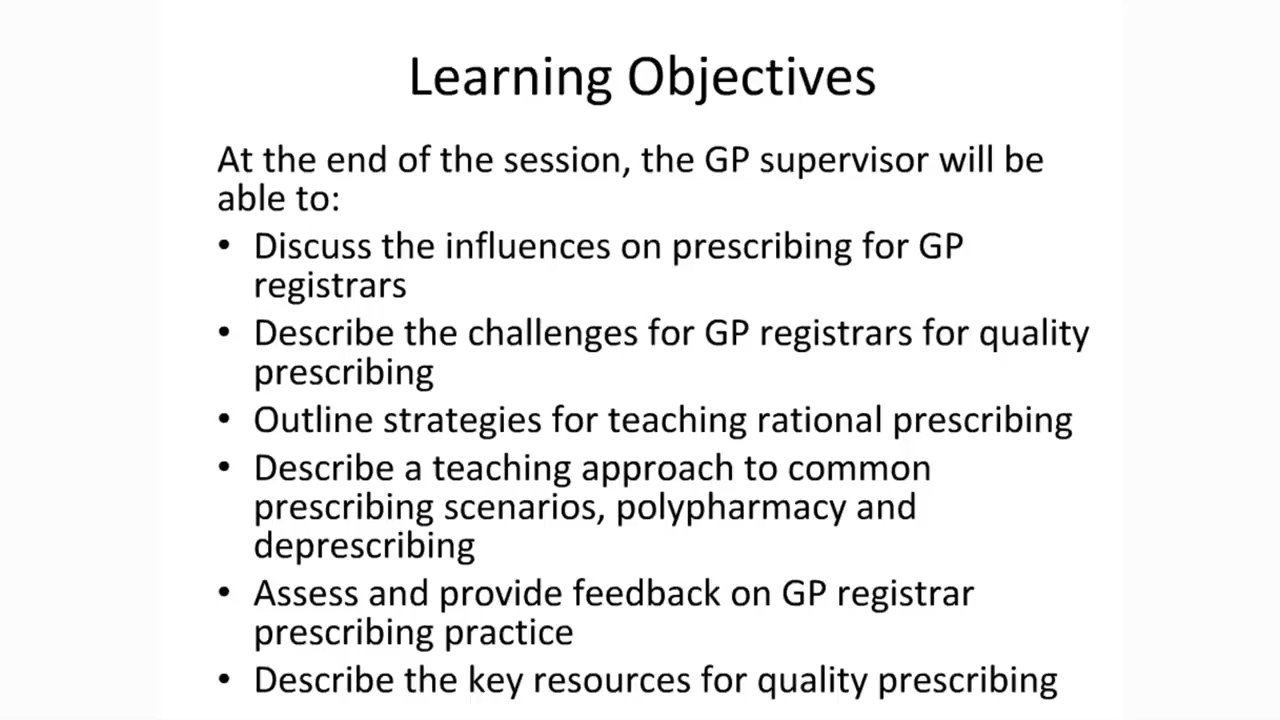 Learning Objectives
At the end of the session, the GP supervisor will be
able to:
• Discuss the influences on prescribing for GP
registrars
• Describe the challenges for GP registrars for quality
prescribing
• Outline strategies for teaching rational prescribing
• Describe a teaching approach to common
prescribing scenarios, polypharmacy and
deprescribing
• Assess and provide feedback on GP registrar
prescribing practice
• Describe the key resources for quality prescribing